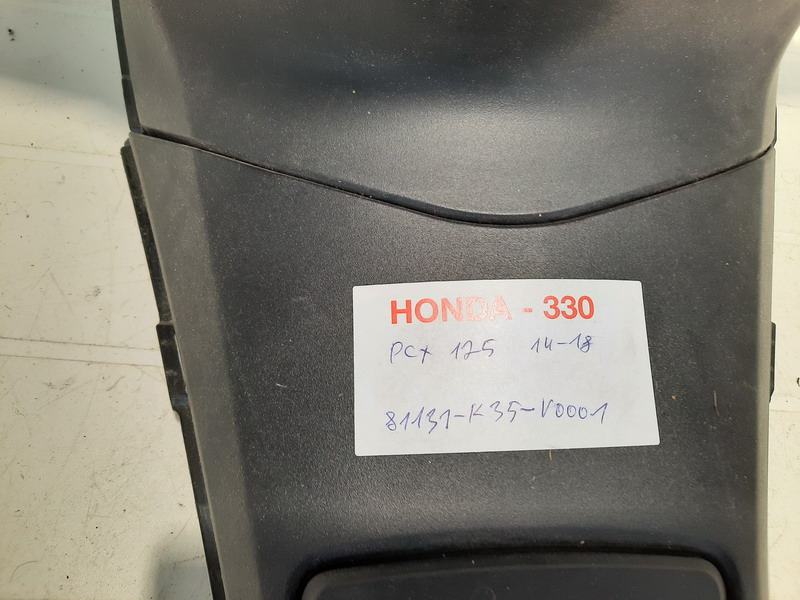 HONDA - 330
PCX 125 14-18
81131-K35-V0001